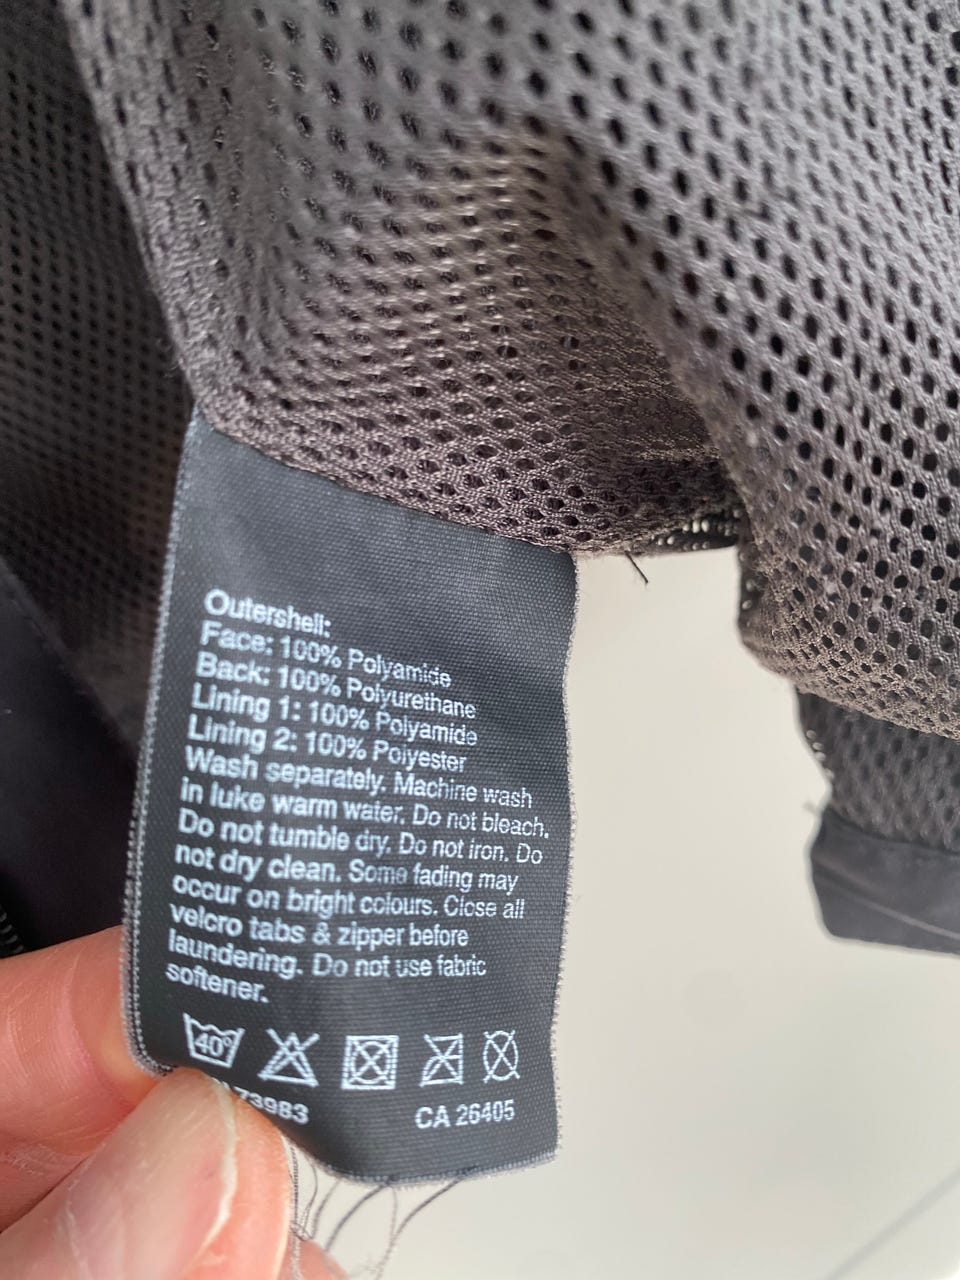 Outershell:
Face: 100% Polyamide
Back: 100% Polyurethane
Lining 1: 100% Polyamide
Lining 2: 100% Polyester
Wash separately. Machine wash
in luke warm water. Do not bleach.
Do not tumble dry. Do not iron. Do
not dry clean. Some fading may
occur on bright colours. Close all
velcro tabs & zipper before
laundering. Do not use fabric
softener.
40°
73983 CA 26405